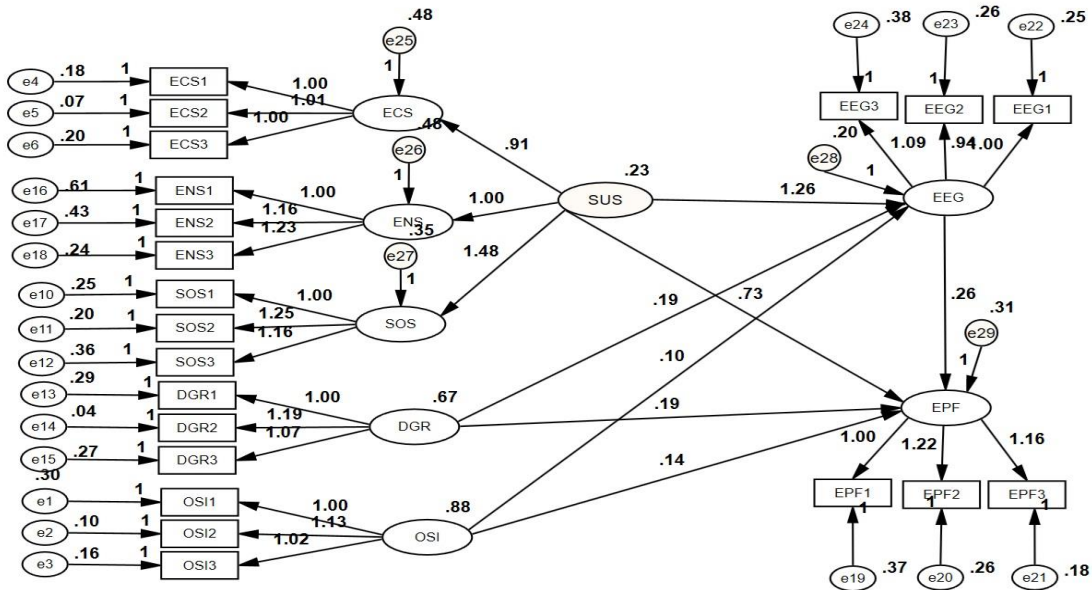 .48
e25
1
e4 .18 1 ECS1 1.00
e5 .07 1 ECS2 1.01 ECS
e6 .20 1 ECS3 1.00
.91
.48
e26
1
e16 .61 1 ENS1 1.00
e17 .43 1 ENS2 1.16 ENS 1.00
e18 .24 1 ENS3 1.23
.35
e27
1
e10 .25 1 SOS1 1.00
e11 .20 1 SOS2 1.25 SOS 1.48
e12 .36 1 SOS3 1.16
e13 .29 1 DGR1 1.00 .67
e14 .04 1 DGR2 1.19 DGR
e15 .27 1 DGR3 1.07
e1 .30 1 OSI1 1.00 .88
e2 .10 1 OSI2 1.13 OSI
e3 .16 1 OSI3 1.02
.23
SUS
1.26
.19 .73
.10
.19
.14
e24 .38 e23 .26 e22 .25
1 1 1
EEG3 EEG2 EEG1
.20 1.09 .94 1.00
e28 1 EEG
.26
.31
e29
1
EPF
1.00 1.22 1.16
EPF1 EPF2 EPF3
1 1 1
e19 .37 e20 .26 e21 .18